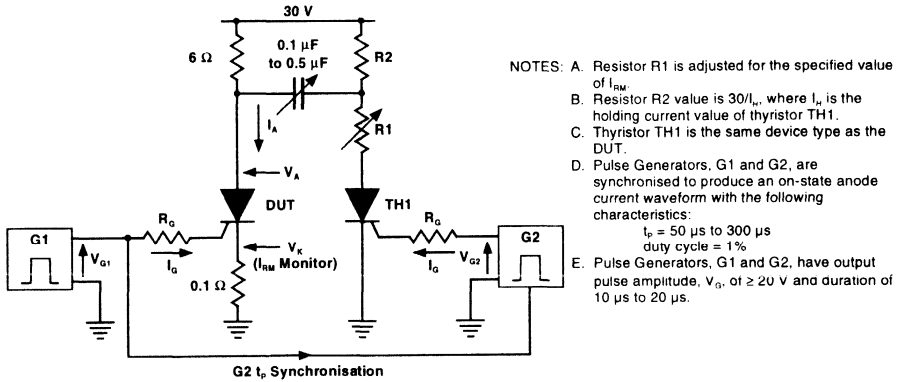 30 V
6 Ω
0.1 µF
to 0.5 µF
R2
I_A
R1
V_A
DUT
TH1
R_G
R_G
G1
V_G1
I_G
V_K
(I_RM Monitor)
0.1 Ω
I_G
V_G2
G2
G2 t_P Synchronisation
NOTES: A. Resistor R1 is adjusted for the specified value
of I_RM.
B. Resistor R2 value is 30/I_H, where I_H is the
holding current value of thyristor TH1.
C. Thyristor TH1 is the same device type as the
DUT.
D. Pulse Generators, G1 and G2, are
synchronised to produce an on-state anode
current waveform with the following
characteristics:
t_P = 50 µs to 300 µs
duty cycle = 1%
E. Pulse Generators, G1 and G2, have output
pulse amplitude, V_G, of ≥ 20 V and duration of
10 µs to 20 µs.